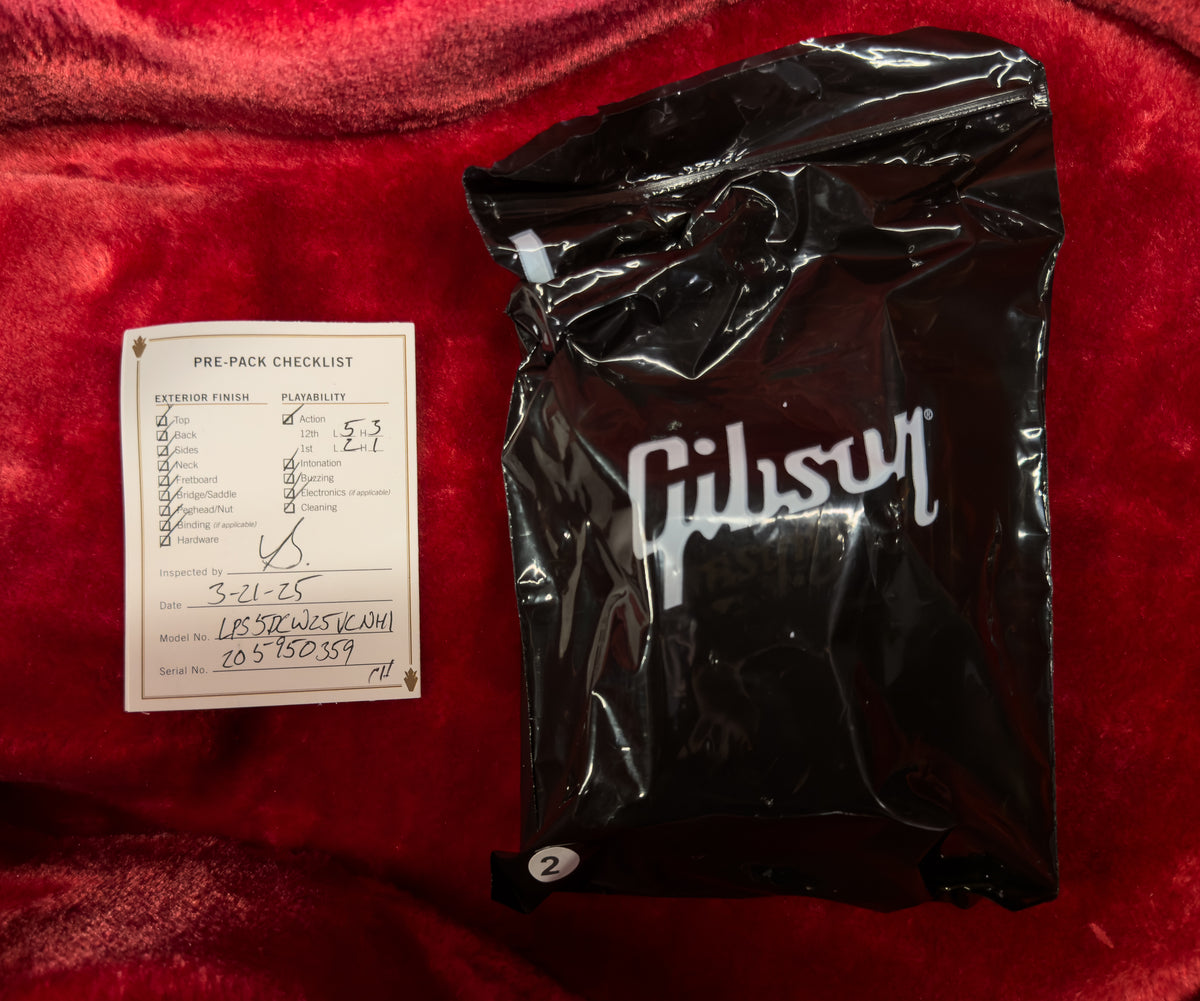 PRE-PACK CHECKLIST
EXTERIOR FINISH
Top
Back
Sides
Neck
Fretboard
Bridge/Saddle
Peghead/Nut
Binding (if applicable)
Hardware
PLAYABILITY
Action
12th L 5 H 3
1st L 2 H 1
Intonation
Buzzing
Electronics (if applicable)
Cleaning
Inspected by
Date 3-21-25
Model No.
Serial No. 205950359
Gibson®
2